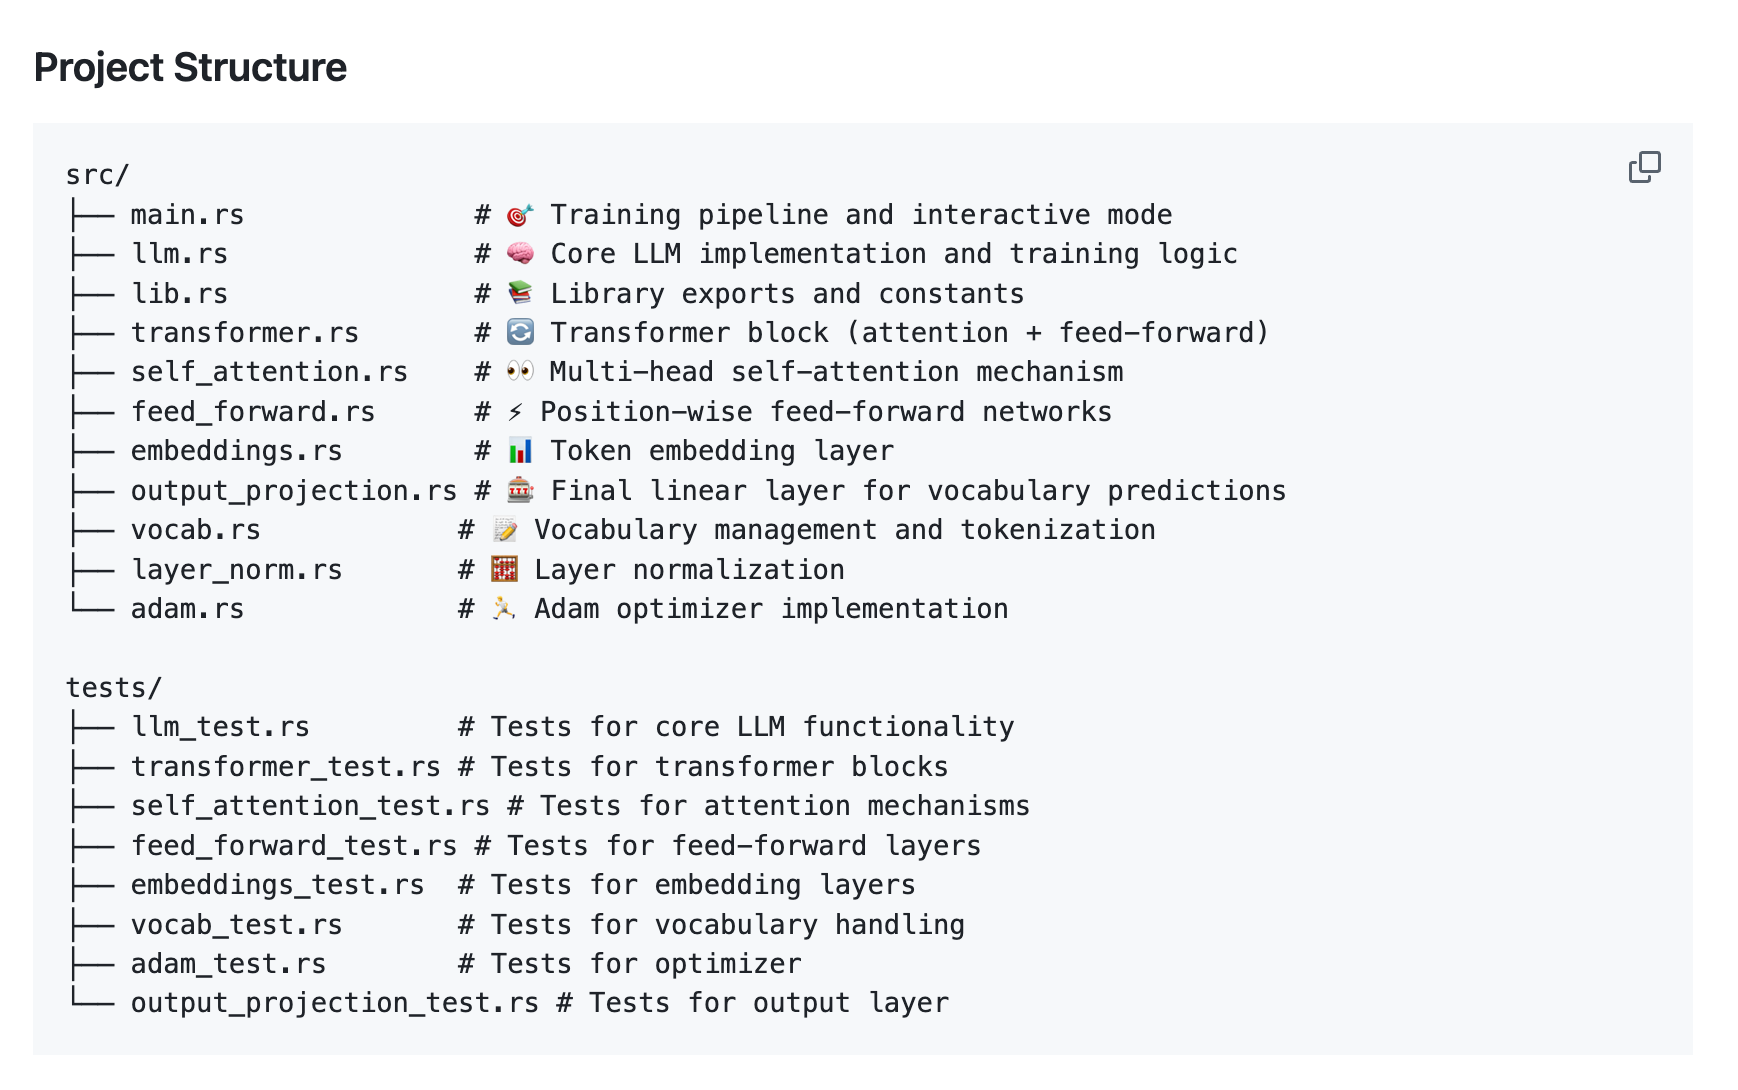 Project Structure
src/
├── main.rs              # 🎯 Training pipeline and interactive mode
├── llm.rs               # 🧠 Core LLM implementation and training logic
├── lib.rs               # 📚 Library exports and constants
├── transformer.rs       # 🔄 Transformer block (attention + feed-forward)
├── self_attention.rs    # 👀 Multi-head self-attention mechanism
├── feed_forward.rs      # ⚡ Position-wise feed-forward networks
├── embeddings.rs        # 📊 Token embedding layer
├── output_projection.rs # 🎰 Final linear layer for vocabulary predictions
├── vocab.rs            # 📝 Vocabulary management and tokenization
├── layer_norm.rs       # 🧮 Layer normalization
└── adam.rs             # 🏃 Adam optimizer implementation

tests/
├── llm_test.rs         # Tests for core LLM functionality
├── transformer_test.rs # Tests for transformer blocks
├── self_attention_test.rs # Tests for attention mechanisms
├── feed_forward_test.rs # Tests for feed-forward layers
├── embeddings_test.rs  # Tests for embedding layers
├── vocab_test.rs       # Tests for vocabulary handling
├── adam_test.rs        # Tests for optimizer
└── output_projection_test.rs # Tests for output layer